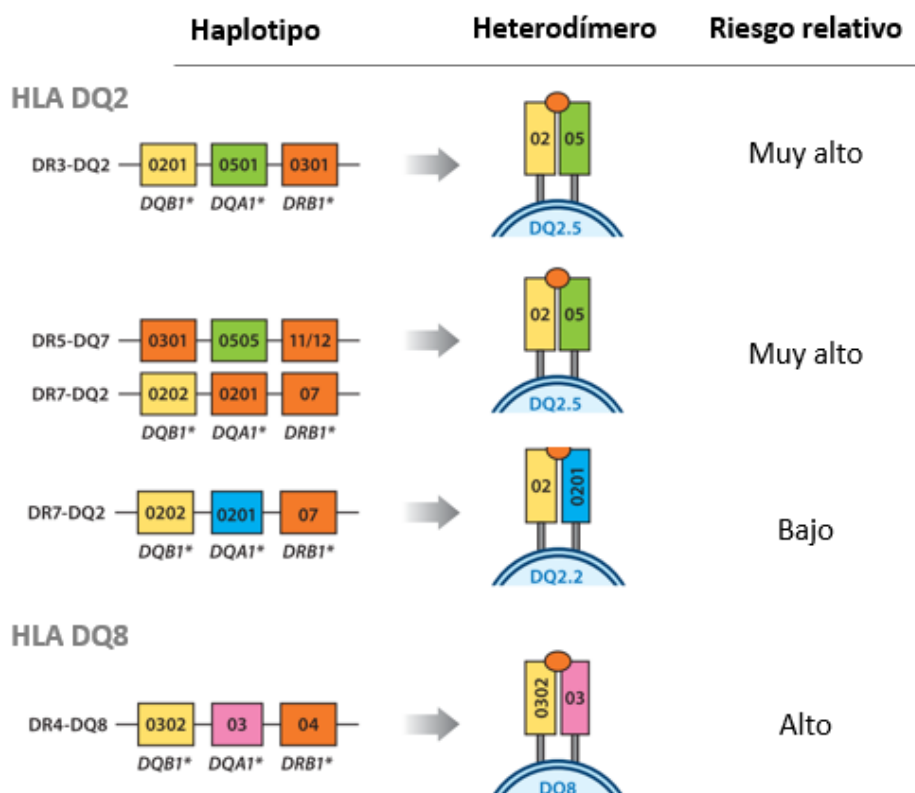 Haplotipo Heterodímero Riesgo relativo
HLA DQ2
DR3-DQ2 0201 0501 0301 02 05 Muy alto
DQB1* DQA1* DRB1*
DQ2.5
DR5-DQ7 0301 0505 11/12 02 05 Muy alto
DR7-DQ2 0202 0201 07
DQB1* DQA1* DRB1*
DQ2.5
DR7-DQ2 0202 0201 07 02 0201 Bajo
DQB1* DQA1* DRB1*
DQ2.2
HLA DQ8
DR4-DQ8 0302 03 04 0302 03 Alto
DQB1* DQA1* DRB1*
DQ8